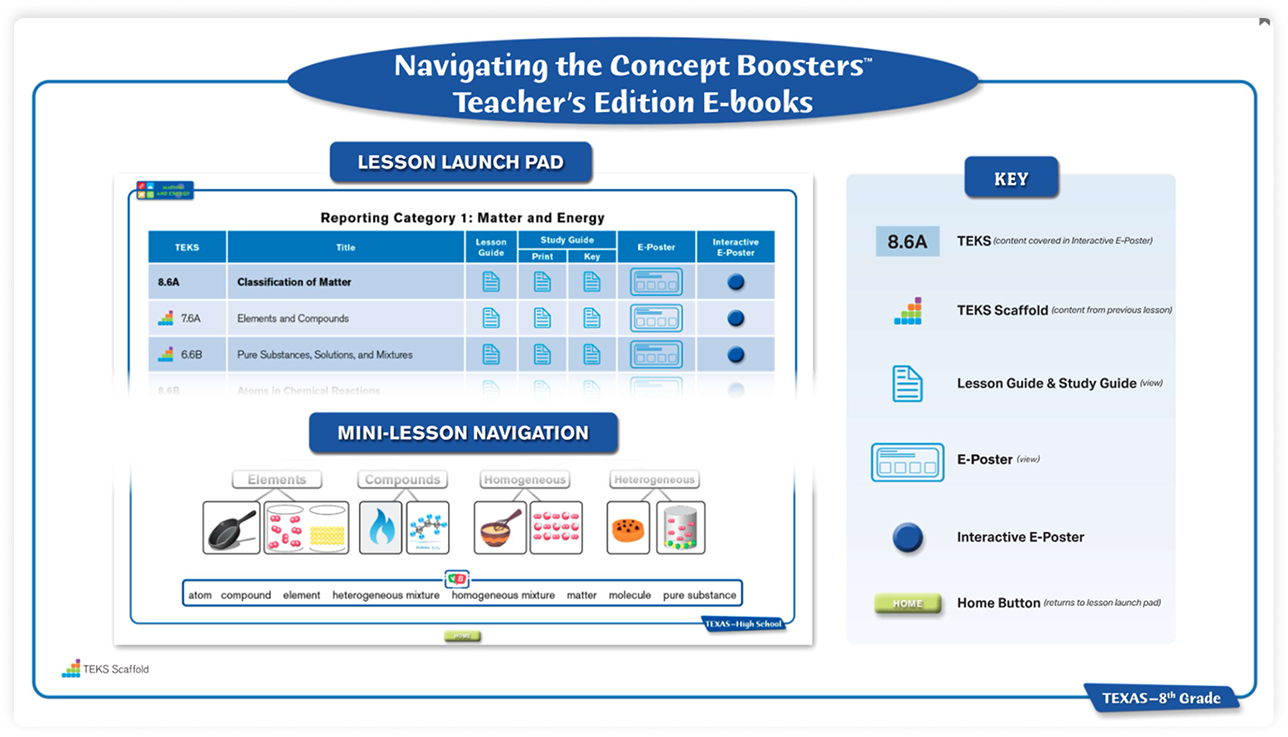 Navigating the Concept Boosters™
Teacher's Edition E-books
LESSON LAUNCH PAD
MATTER
AND ENERGY
Reporting Category 1: Matter and Energy
TEKS Title Lesson Guide Study Guide Print Key E-Poster Interactive E-Poster
8.6A Classification of Matter
7.6A Elements and Compounds
6.6B Pure Substances, Solutions, and Mixtures
8.6B Atoms in Chemical Reactions
MINI-LESSON NAVIGATION
Elements Compounds Homogeneous Heterogeneous
atom compound element heterogeneous mixture homogeneous mixture matter molecule pure substance
TEXAS–High School
HOME
TEKS Scaffold
KEY
8.6A TEKS (content covered in Interactive E-Poster)
TEKS Scaffold (content from previous lesson)
Lesson Guide & Study Guide (view)
E-Poster (view)
Interactive E-Poster
HOME Home Button (returns to lesson launch pad)
TEXAS–8th Grade